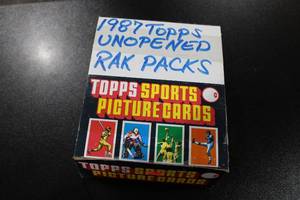 1987 TOPPS
UNOPENED
RAK PACKS
TOPPS SPORTS
PICTURE CARDS
TOPPS SPORTS
PICTURE CARDS